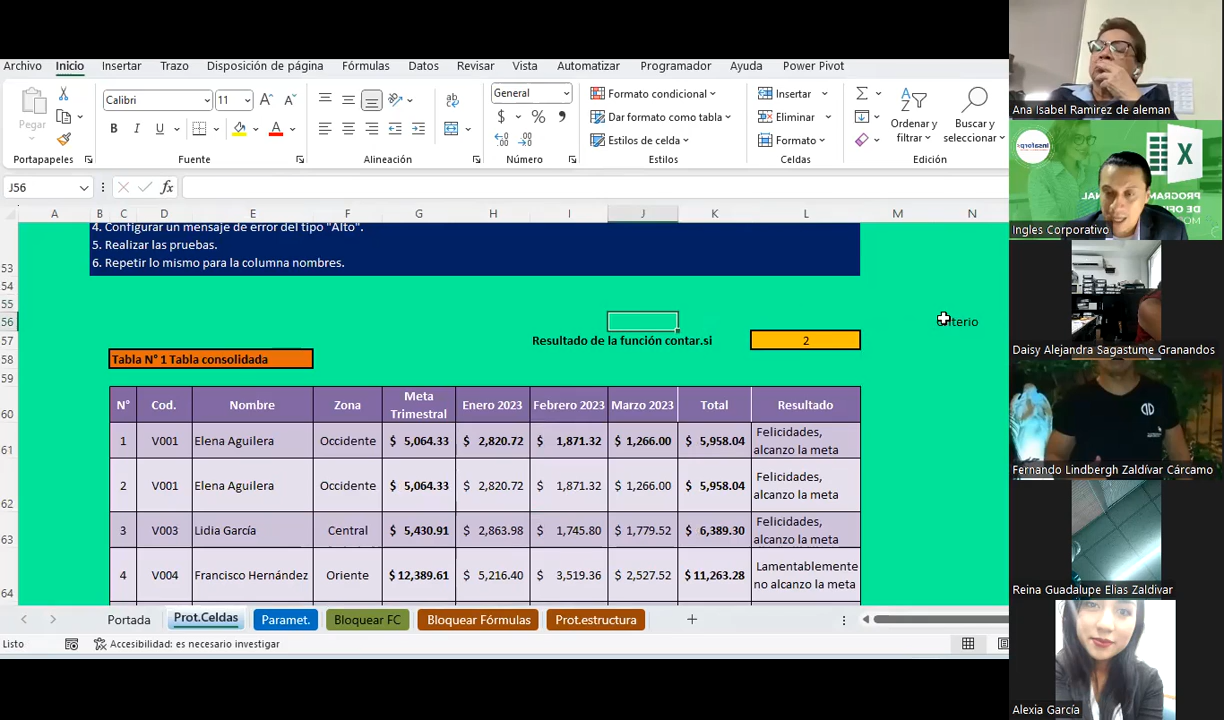 Archivo Inicio Insertar Trazo Disposición de página Fórmulas Datos Revisar Vista Automatizar Programador Ayuda Power Pivot
Pegar
Calibri 11
N K S
General
$ % ,
Formato condicional
Dar formato como tabla
Estilos de celda
Insertar
Eliminar
Formato
Ordenar y
filtrar
Buscar y
seleccionar
Portapapeles Fuente Alineación Número Estilos Celdas Edición
J56 fx
A B C D E F G H I J K L M N
4. Configurar un mensaje de error del tipo "Alto".
5. Realizar las pruebas.
53 6. Repetir lo mismo para la columna nombres.
54
55
56
57 Resultado de la función contar.si 2
58 Tabla N° 1 Tabla consolidada
59
60 N° Cod. Nombre Zona Meta Trimestral Enero 2023 Febrero 2023 Marzo 2023 Total Resultado
61 1 V001 Elena Aguilera Occidente $ 5,064.33 $ 2,820.72 $ 1,871.32 $ 1,266.00 $ 5,958.04 Felicidades, alcanzo la meta
62 2 V001 Elena Aguilera Occidente $ 5,064.33 $ 2,820.72 $ 1,871.32 $ 1,266.00 $ 5,958.04 Felicidades, alcanzo la meta
63 3 V003 Lidia García Central $ 5,430.91 $ 2,863.98 $ 1,745.80 $ 1,779.52 $ 6,389.30 Felicidades, alcanzo la meta
64 4 V004 Francisco Hernández Oriente $ 12,389.61 $ 5,216.40 $ 3,519.36 $ 2,527.52 $ 11,263.28 Lamentablemente no alcanzo la meta
Portada Prot.Celdas Paramet. Bloquear FC Bloquear Fórmulas Prot.estructura
Listo Accesibilidad: es necesario investigar
Ana Isabel Ramirez de aleman
Ingles Corporativo
Daisy Alejandra Sagastume Granandos
Fernando Lindbergh Zaldívar Cárcamo
Reina Guadalupe Elias Zaldivar
Alexia García